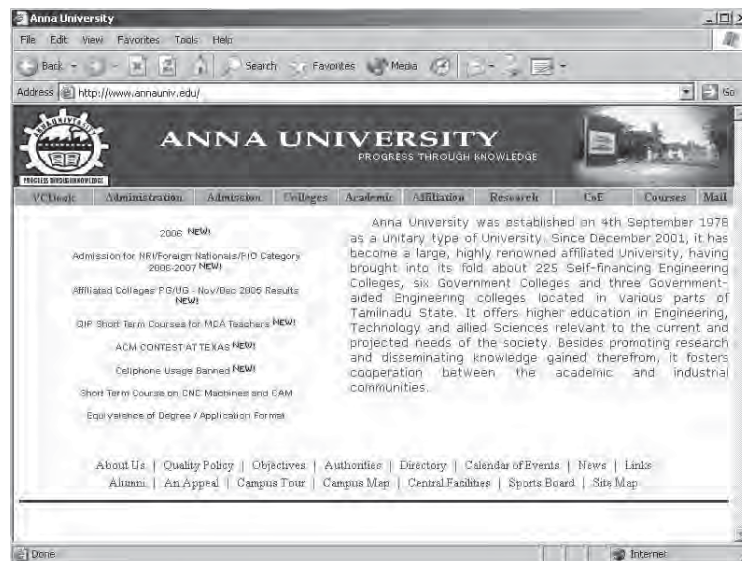 Anna University
File Edit View Favorites Tools Help
Back Search Favorites Media
Address http://www.annauniv.edu/ Go
ANNA UNIVERSITY
PROGRESS THROUGH KNOWLEDGE
ANNA UNIVERSITY
PROGRESS THROUGH KNOWLEDGE
VCDesk Administration Admission Colleges Academic Affiliation Research CoE Courses Mail
2006 NEW!
Admission for NRI/Foreign Nationals/PIO Category
2006-2007 NEW!
Affiliated Colleges PG/UG - Nov/Dec 2005 Results
NEW!
QIP Short Term Courses for MCA Teachers NEW!
ACM CONTEST AT TEXAS NEW!
Cellphone Usage Banned NEW!
Short Term Course on CNC Machines and CAM
Equivalence of Degree / Application Format
Anna University was established on 4th September 1978
as a unitary type of University. Since December 2001, it has
become a large, highly renowned affiliated University, having
brought into its fold about 225 Self-financing Engineering
Colleges, six Government Colleges and three Government-
aided Engineering colleges located in various parts of
Tamilnadu State. It offers higher education in Engineering,
Technology and allied Sciences relevant to the current and
projected needs of the society. Besides promoting research
and disseminating knowledge gained therefrom, it fosters
cooperation between the academic and industrial
communities.
About Us | Quality Policy | Objectives | Authorities | Directory | Calendar of Events | News | Links
Alumni | An Appeal | Campus Tour | Campus Map | Central Facilities | Sports Board | Site Map
Done Internet